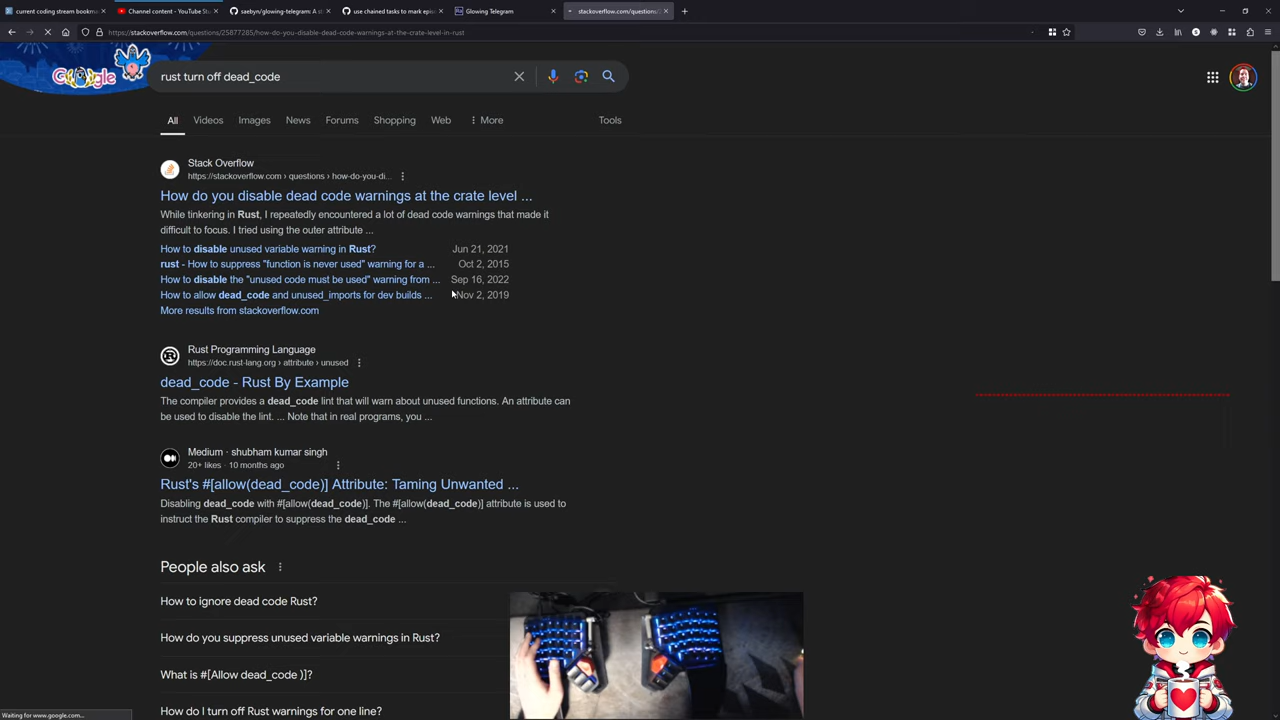 current coding stream bookm
Channel content - YouTube Stu
saebyn/glowing-telegram: A st
use chained tasks to mark epis
Glowing Telegram
stackoverflow.com/questions/
https://stackoverflow.com/questions/25877285/how-do-you-disable-dead-code-warnings-at-the-crate-level-in-rust
Google
rust turn off dead_code
All
Videos
Images
News
Forums
Shopping
Web
More
Tools
Stack Overflow
https://stackoverflow.com › questions › how-do-you-di...
How do you disable dead code warnings at the crate level ...
While tinkering in Rust, I repeatedly encountered a lot of dead code warnings that made it
difficult to focus. I tried using the outer attribute ...
How to disable unused variable warning in Rust? Jun 21, 2021
rust - How to suppress "function is never used" warning for a ... Oct 2, 2015
How to disable the "unused code must be used" warning from ... Sep 16, 2022
How to allow dead_code and unused_imports for dev builds ... Nov 2, 2019
More results from stackoverflow.com
Rust Programming Language
https://doc.rust-lang.org › attribute › unused
dead_code - Rust By Example
The compiler provides a dead_code lint that will warn about unused functions. An attribute can
be used to disable the lint. ... Note that in real programs, you ...
Medium · shubham kumar singh
20+ likes · 10 months ago
Rust's #[allow(dead_code)] Attribute: Taming Unwanted ...
Disabling dead_code with #[allow(dead_code)]. The #[allow(dead_code)] attribute is used to
instruct the Rust compiler to suppress the dead_code ...
People also ask
How to ignore dead code Rust?
How do you suppress unused variable warnings in Rust?
What is #[Allow dead_code )]?
How do I turn off Rust warnings for one line?
Waiting for www.google.com...